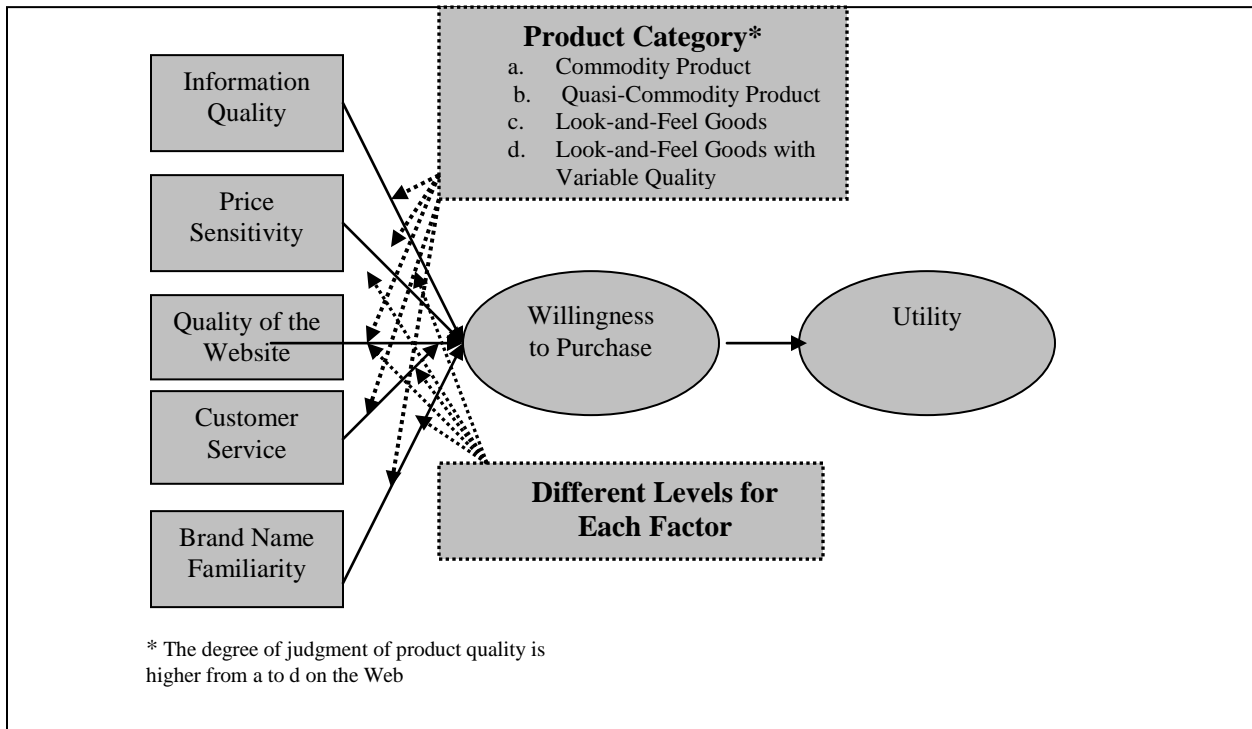 Product Category*
a. Commodity Product
b. Quasi-Commodity Product
c. Look-and-Feel Goods
d. Look-and-Feel Goods with
Variable Quality
Information
Quality
Price
Sensitivity
Quality of the
Website
Customer
Service
Brand Name
Familiarity
Willingness
to Purchase
Utility
Different Levels for
Each Factor
* The degree of judgment of product quality is
higher from a to d on the Web